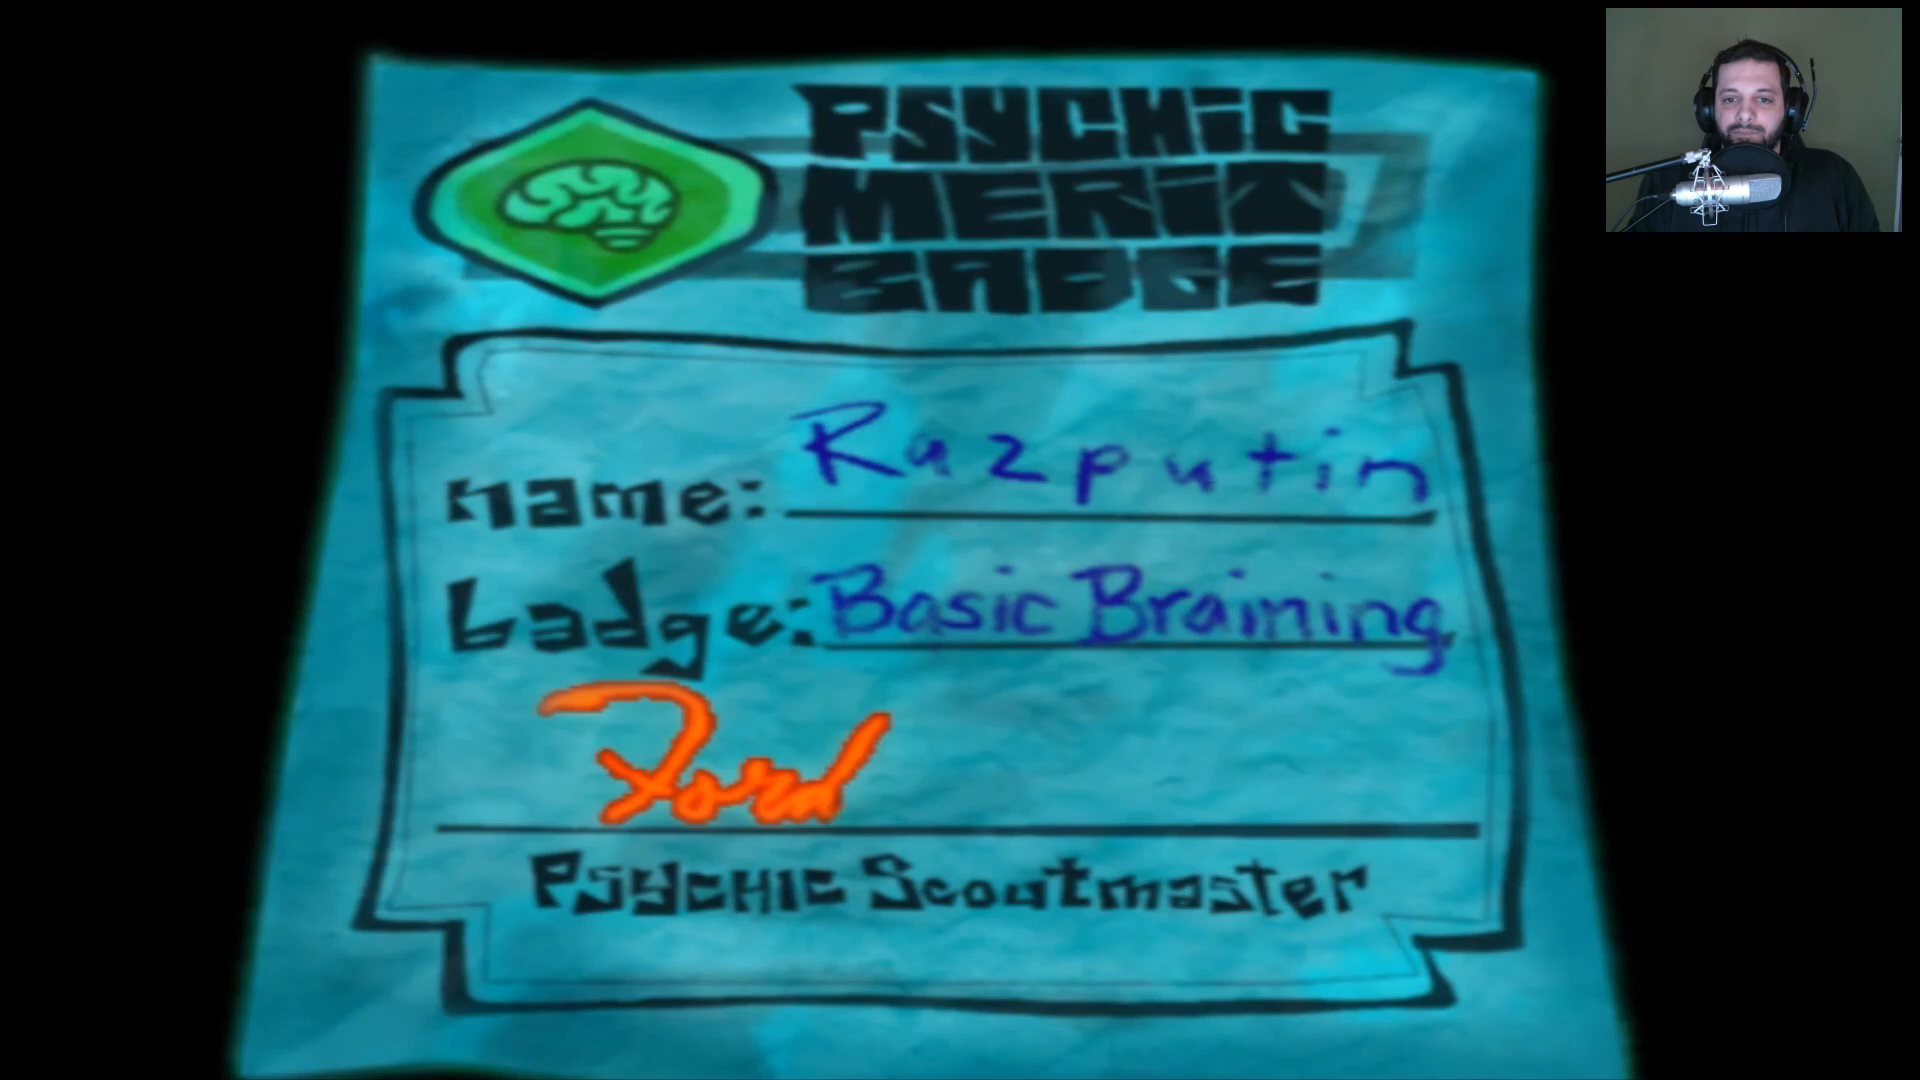 PSYCHIC
MERIT
BADGE
name: Razputin
badge: Basic Braining
Ford
Psychic Scoutmaster